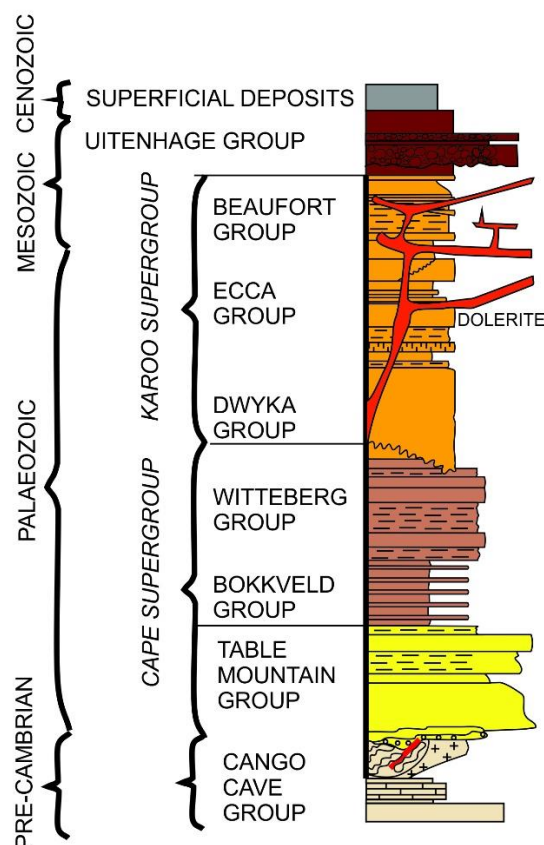 CENOZOIC
MESOZOIC
PALAEOZOIC
PRE-CAMBRIAN
KAROO SUPERGROUP
CAPE SUPERGROUP
SUPERFICIAL DEPOSITS
UITENHAGE GROUP
BEAUFORT
GROUP
ECCA
GROUP
DWYKA
GROUP
WITTEBERG
GROUP
BOKKVELD
GROUP
TABLE
MOUNTAIN
GROUP
CANGO
CAVE
GROUP
DOLERITE